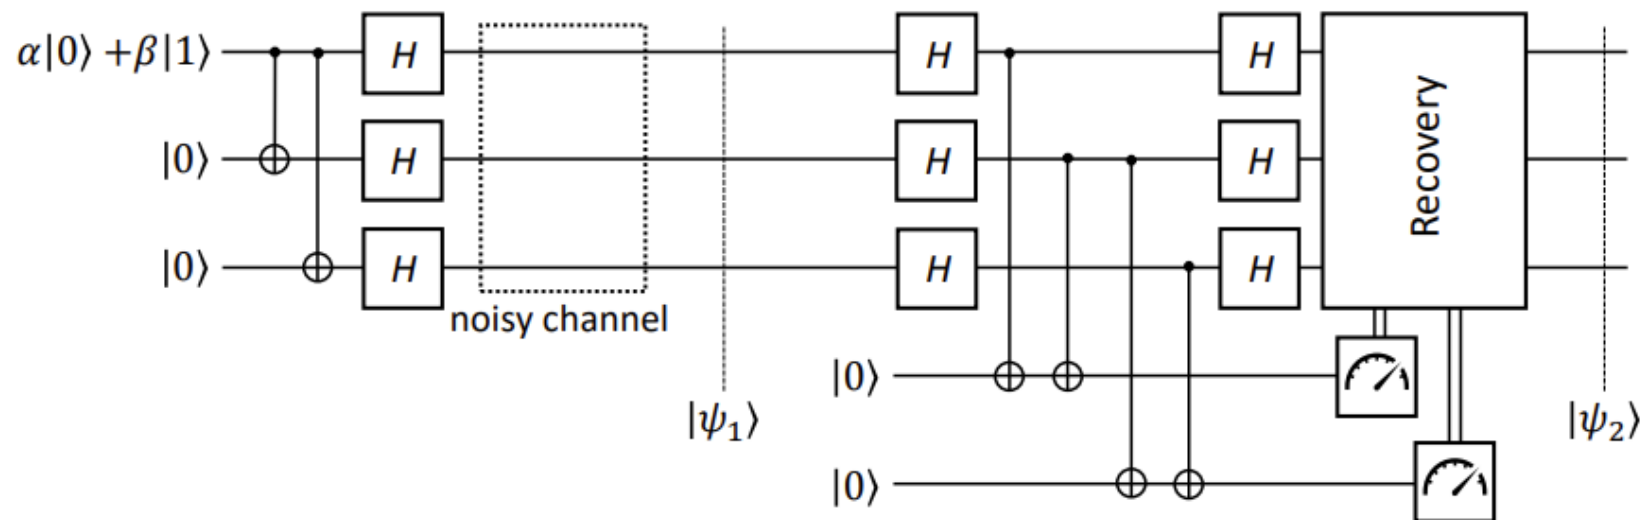 α|0⟩ +β|1⟩ H H H
|0⟩ H H H
|0⟩ H H H
Recovery
noisy channel
|0⟩
|ψ₁⟩ |ψ₂⟩
|0⟩